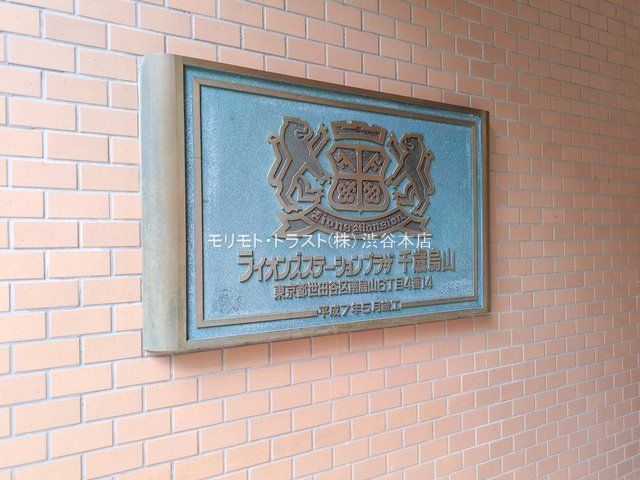 Lions Mansion
モリモト・トラスト(株) 渋谷本店
ライオンズステーションプラザ 千歳烏山
東京都世田谷区南烏山6丁目4番14
平成7年5月竣工